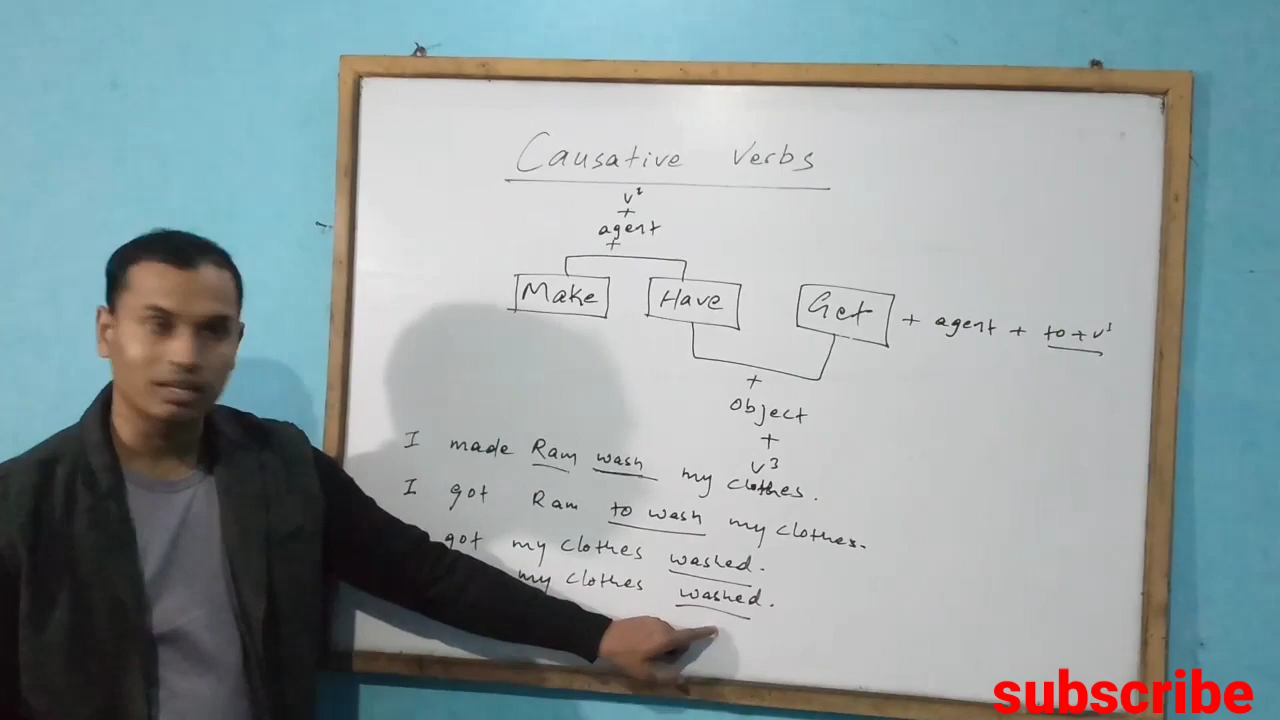 Causative Verbs
v¹
+
agent
+
Make Have Get + agent + to + v¹
+
object
+
v³
I made Ram wash my clothes.
I got Ram to wash my clothes.
got my clothes washed.
my clothes washed.
subscribe